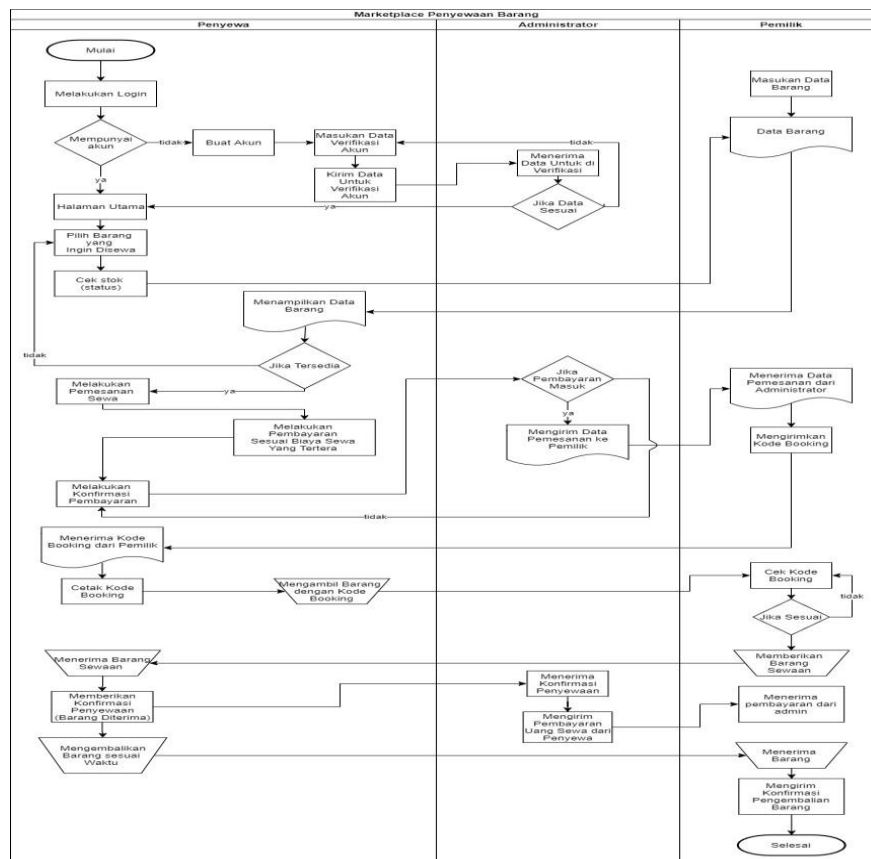 Marketplace Penyewaan Barang
Penyewa
Administrator
Pemilik
Mulai
Melakukan Login
Mempunyai
akun
tidak
Buat Akun
Masukan Data
Verifikasi
Akun
tidak
Masukan Data
Barang
Data Barang
Kirim Data
Untuk
Verifikasi Akun
Menerima
Data Untuk di
Verifikasi
ya
Halaman Utama
ya
Jika Data
Sesuai
Pilih Barang
yang
Ingin Disewa
Cek stok
(status)
Menampilkan Data
Barang
tidak
Jika Tersedia
ya
Melakukan
Pemesanan
Sewa
Melakukan
Pembayaran
Sesuai Biaya Sewa
Yang Tertera
Jika
Pembayaran
Masuk
ya
Mengirim Data
Pemesanan ke
Pemilik
Menerima Data
Pemesanan dari
Administrator
Mengirimkan
Kode Booking
Melakukan
Konfirmasi
Pembayaran
tidak
Menerima Kode
Booking dari Pemilik
Cetak Kode
Booking
Mengambil Barang
dengan Kode
Booking
Cek Kode
Booking
tidak
Jika Sesuai
Memberikan
Barang
Sewaan
Menerima Barang
Sewaan
Memberikan
Konfirmasi
Penyewaan
(Barang Diterima)
Menerima
Konfirmasi
Penyewaan
Mengirim
Pembayaran
Uang Sewa dari
Penyewa
Menerima
pembayaran dari
admin
Mengembalikan
Barang sesuai
Waktu
Menerima
Barang
Mengirim
Konfirmasi
Pengembalian
Barang
Selesai